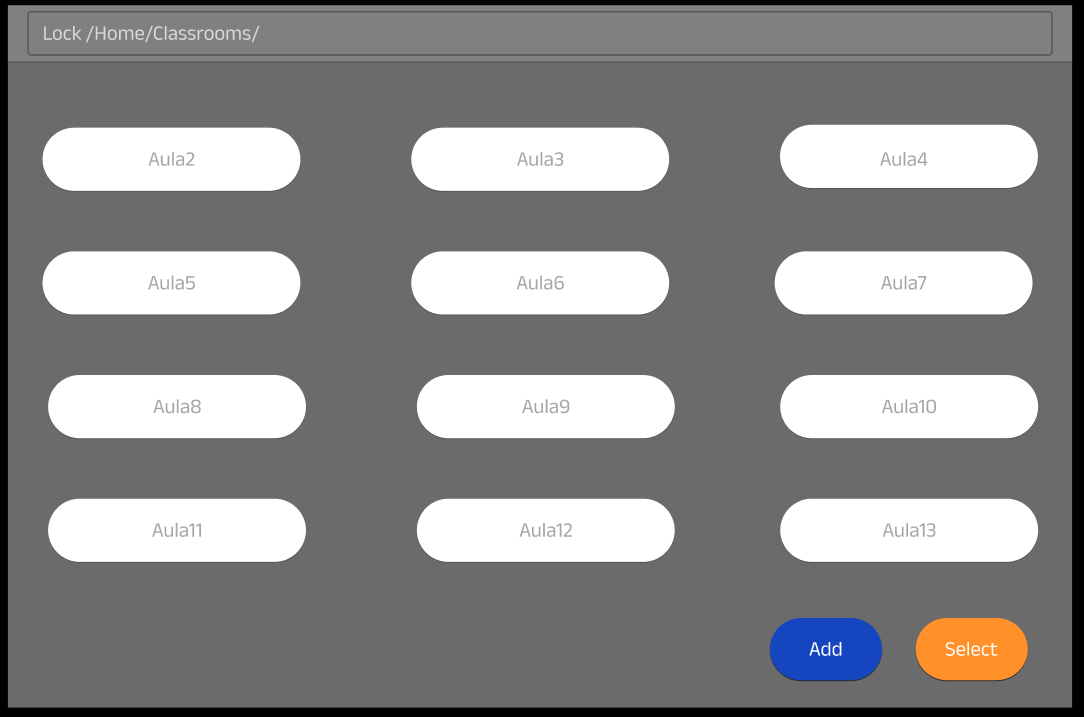 Lock /Home/Classrooms/
Aula2 Aula3 Aula4
Aula5 Aula6 Aula7
Aula8 Aula9 Aula10
Aula11 Aula12 Aula13
Add Select